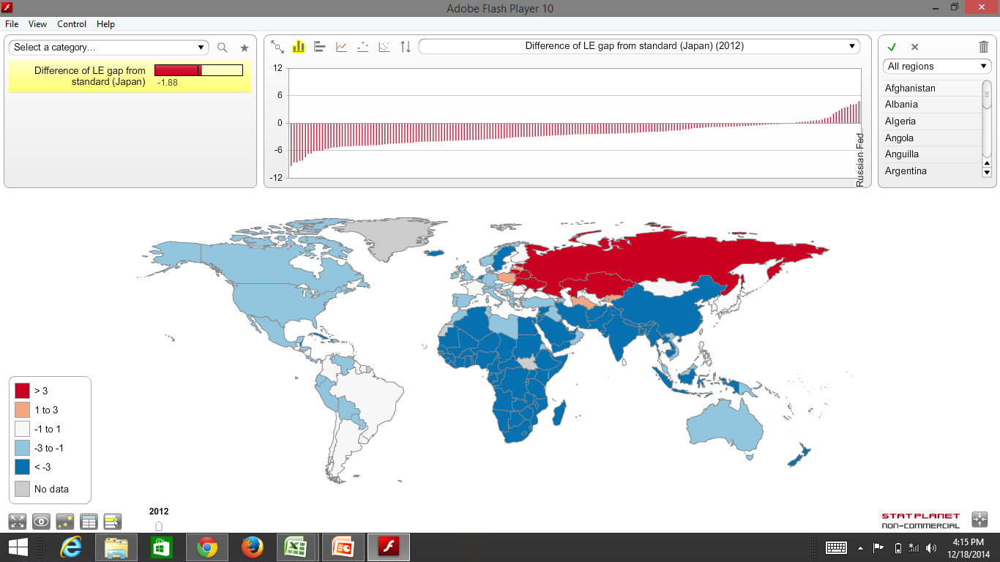 Adobe Flash Player 10
File View Control Help
Select a category...
Difference of LE gap from
standard (Japan)
-1.88
Difference of LE gap from standard (Japan) (2012)
12
6
0
-6
-12
Russian Fed..
All regions
Afghanistan
Albania
Algeria
Angola
Anguilla
Argentina
> 3
1 to 3
-1 to 1
-3 to -1
< -3
No data
2012
STATPLANET
NON-COMMERCIAL
4:15 PM
12/18/2014